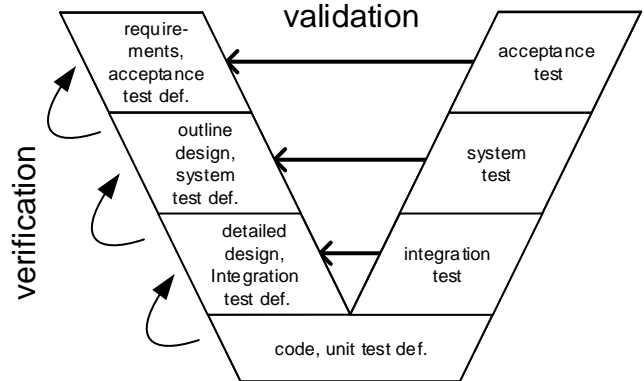 validation
require-
ments,
acceptance
test def.
acceptance
test
outline
design,
system
test def.
system
test
verification
detailed
design,
Integration
test def.
integration
test
code, unit test def.